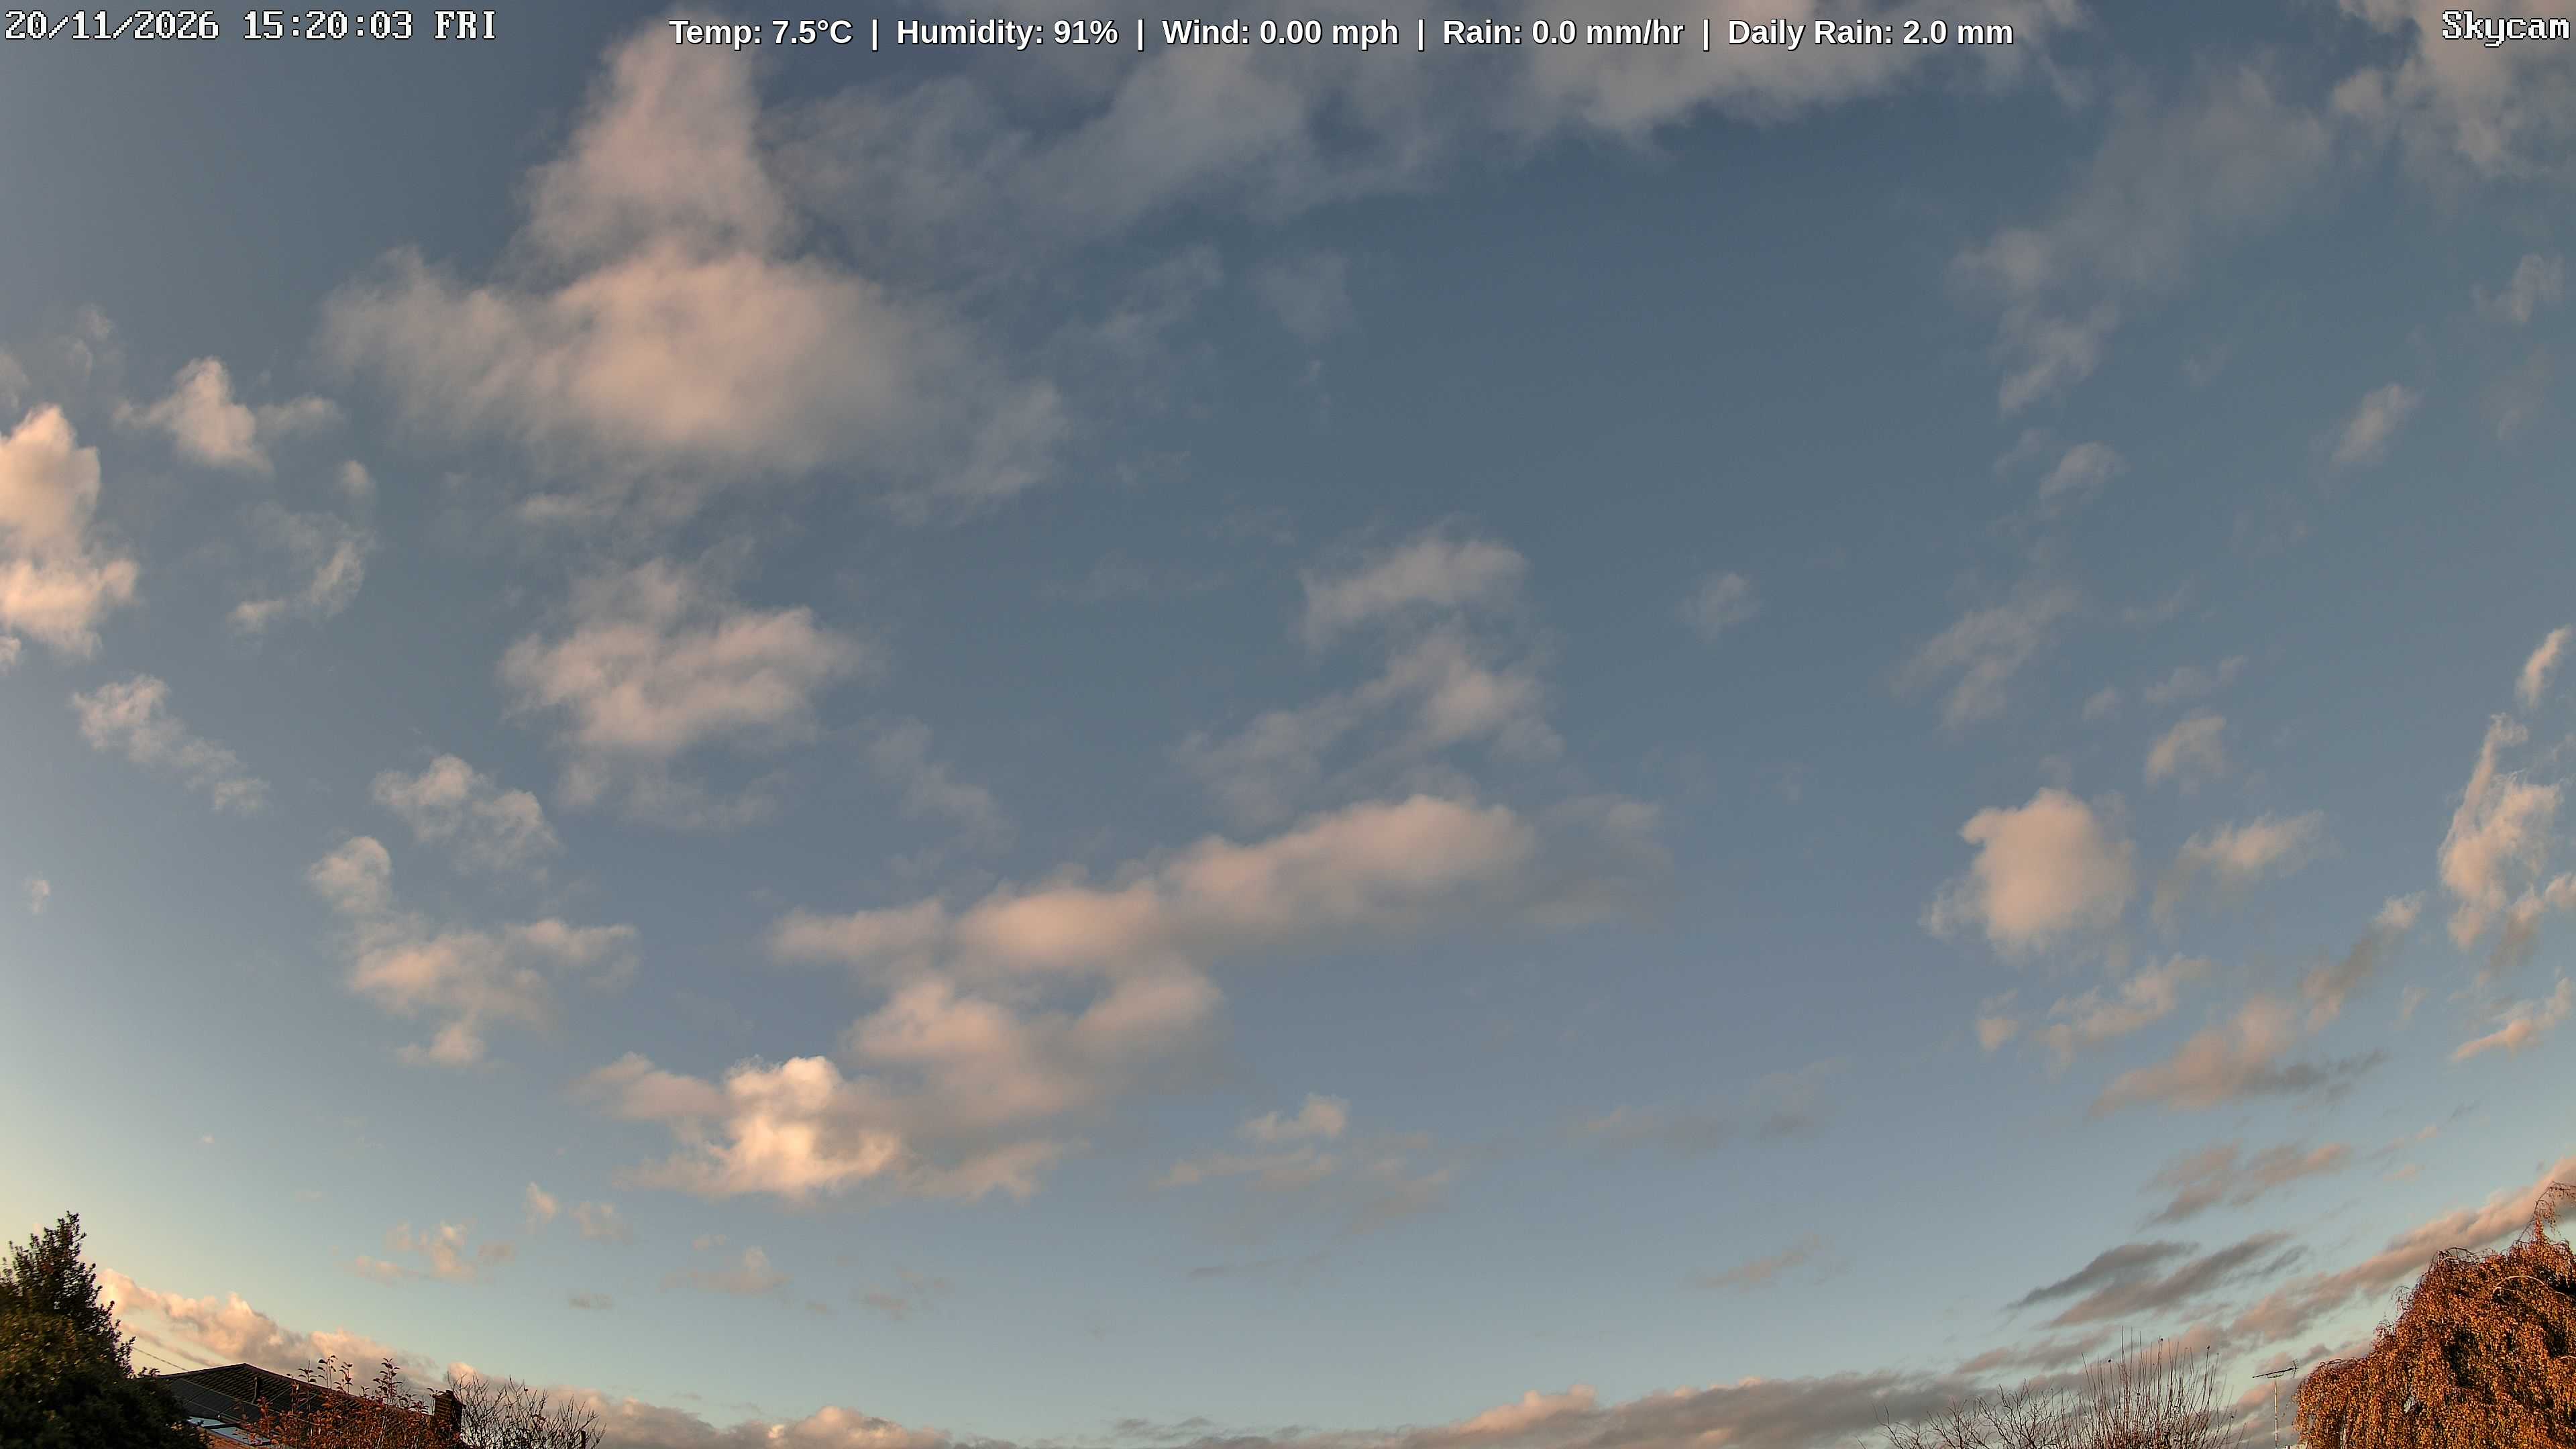 20/11/2026 15:20:03 FRI
Temp: 7.5°C | Humidity: 91% | Wind: 0.00 mph | Rain: 0.0 mm/hr | Daily Rain: 2.0 mm
Skycam